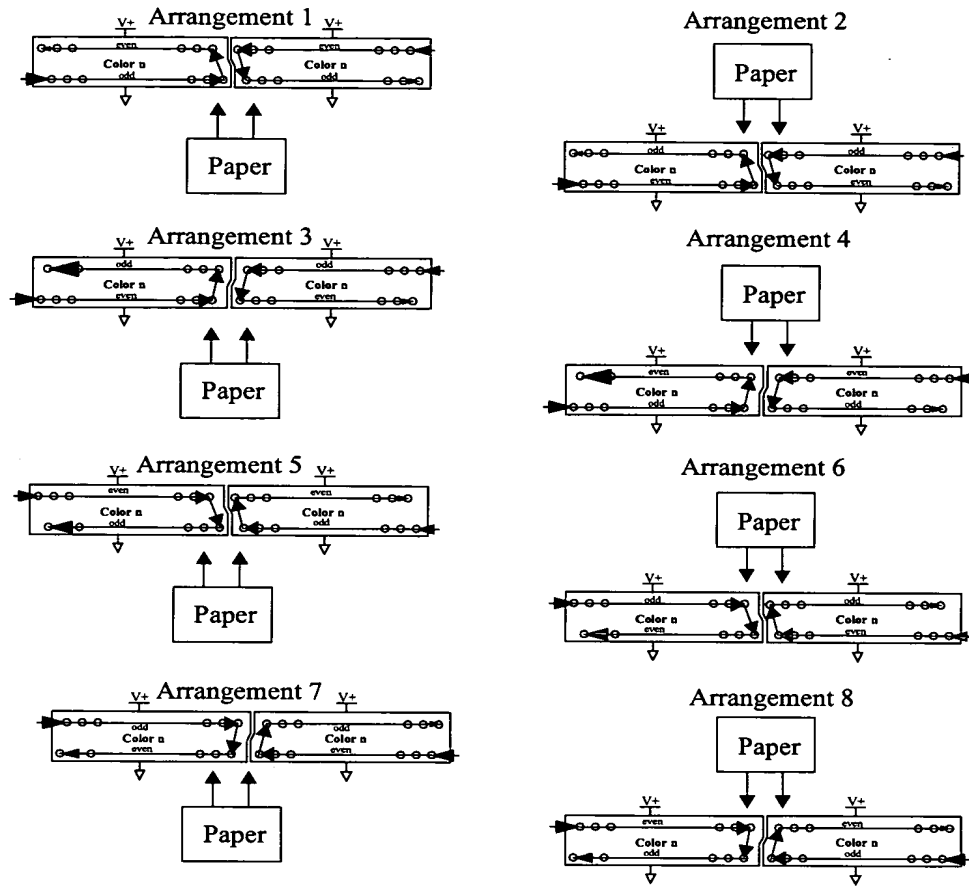 Arrangement 1
V+ V+
even even
Color n Color n
odd odd
Paper
Arrangement 2
Paper
V+ V+
odd odd
Color n Color n
even even
Arrangement 3
V+ V+
odd odd
Color n Color n
even even
Paper
Arrangement 4
Paper
V+ V+
even even
Color n Color n
odd odd
Arrangement 5
V+ V+
even even
Color n Color n
odd odd
Paper
Arrangement 6
Paper
V+ V+
odd odd
Color n Color n
even even
Arrangement 7
V+ V+
odd odd
Color n Color n
even even
Paper
Arrangement 8
Paper
V+ V+
even even
Color n Color n
odd odd